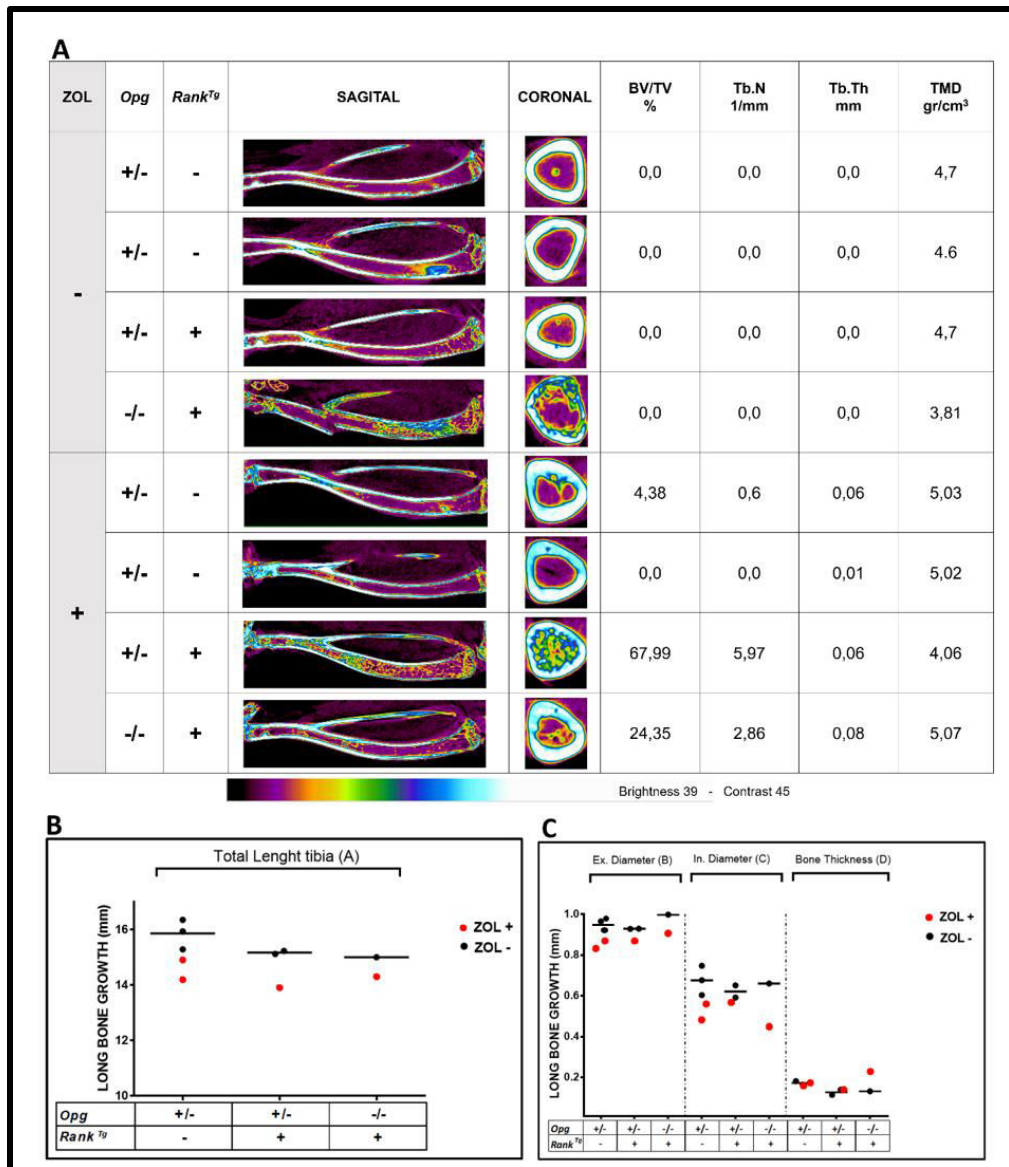 A
ZOL Opg Rank^Tg SAGITAL CORONAL BV/TV % Tb.N 1/mm Tb.Th mm TMD gr/cm³
- +/- - 0,0 0,0 0,0 4,7
+/- - 0,0 0,0 0,0 4.6
+/- + 0,0 0,0 0,0 4,7
-/- + 0,0 0,0 0,0 3,81
+ +/- - 4,38 0,6 0,06 5,03
+/- - 0,0 0,0 0,01 5,02
+/- + 67,99 5,97 0,06 4,06
-/- + 24,35 2,86 0,08 5,07
Brightness 39 - Contrast 45
B
Total Lenght tibia (A)
LONG BONE GROWTH (mm)
16
14
12
10
ZOL +
ZOL -
Opg +/- +/- -/-
Rank ^Tg - + +
C
Ex. Diameter (B) In. Diameter (C) Bone Thickness (D)
LONG BONE GROWTH (mm)
1.0
0.8
0.6
0.4
0.2
ZOL +
ZOL -
Opg +/- +/- -/- +/- +/- -/- +/- +/- -/-
Rank ^Tg - + + - + + - + +